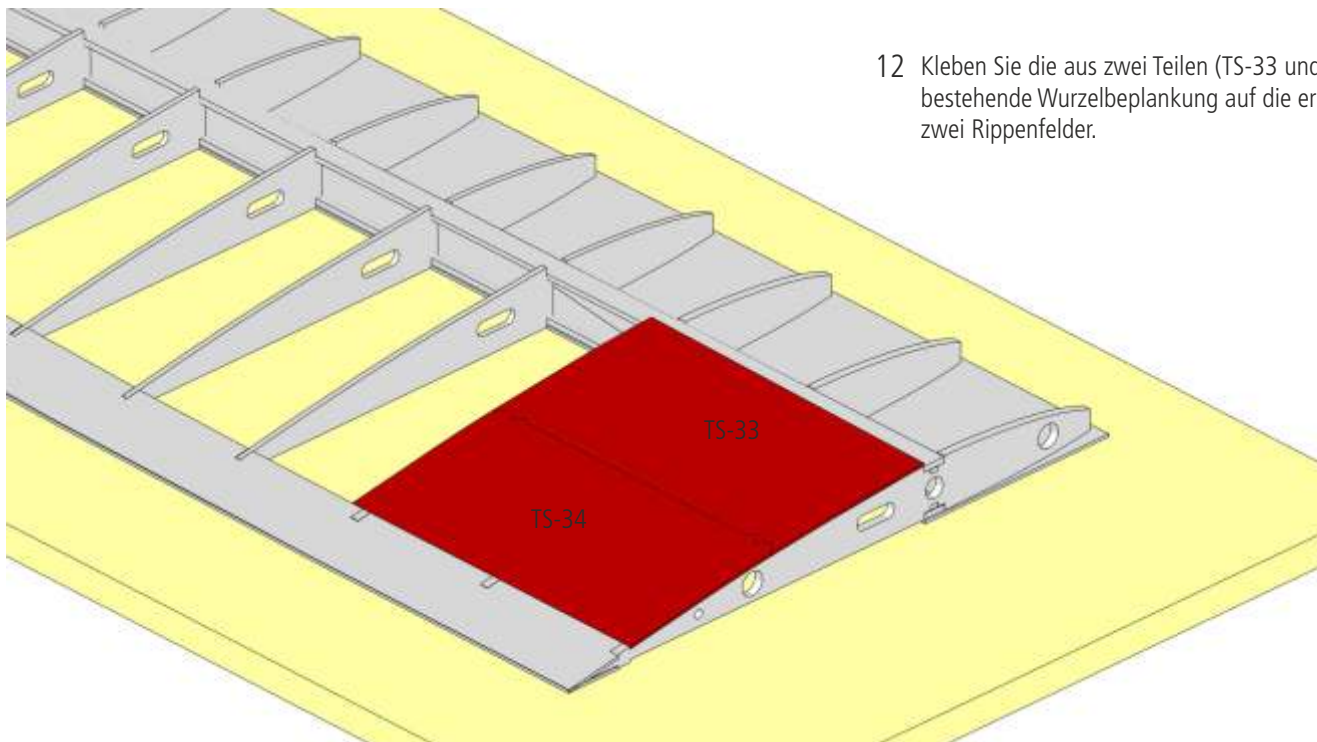 12 Kleben Sie die aus zwei Teilen (TS-33 und
bestehende Wurzelbeplankung auf die er
zwei Rippenfelder.
TS-33
TS-34